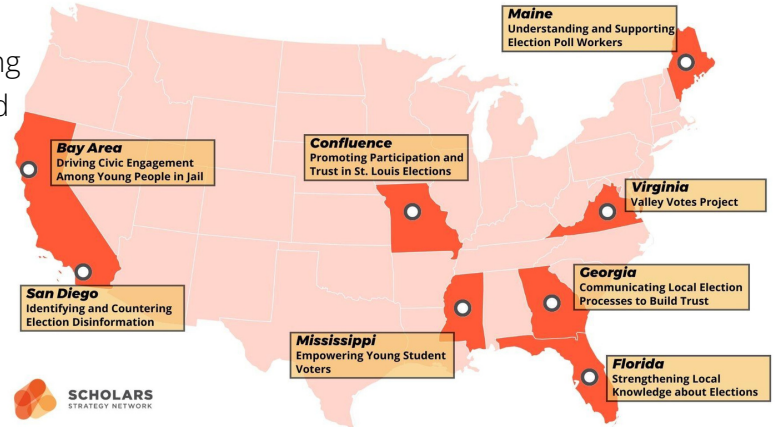 ng
d
Maine
Understanding and Supporting
Election Poll Workers
Bay Area
Driving Civic Engagement
Among Young People in Jail
Confluence
Promoting Participation and
Trust in St. Louis Elections
Virginia
Valley Votes Project
San Diego
Identifying and Countering
Election Disinformation
Georgia
Communicating Local Election
Processes to Build Trust
Mississippi
Empowering Young Student
Voters
Florida
Strengthening Local
Knowledge about Elections
SCHOLARS
STRATEGY NETWORK